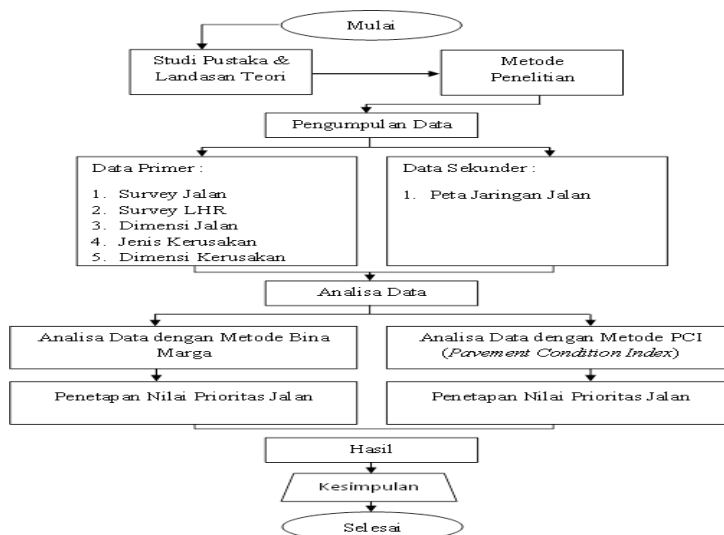 Mulai
Studi Pustaka &
Landasan Teori
Metode
Penelitian
Pengumpulan Data
Data Primer :
1. Survey Jalan
2. Survey LHR
3. Dimensi Jalan
4. Jenis Kerusakan
5. Dimensi Kerusakan
Data Sekunder :
1. Peta Jaringan Jalan
Analisa Data
Analisa Data dengan Metode Bina
Marga
Analisa Data dengan Metode PCI
(Pavement Condition Index)
Penetapan Nilai Prioritas Jalan
Penetapan Nilai Prioritas Jalan
Hasil
Kesimpulan
Selesai